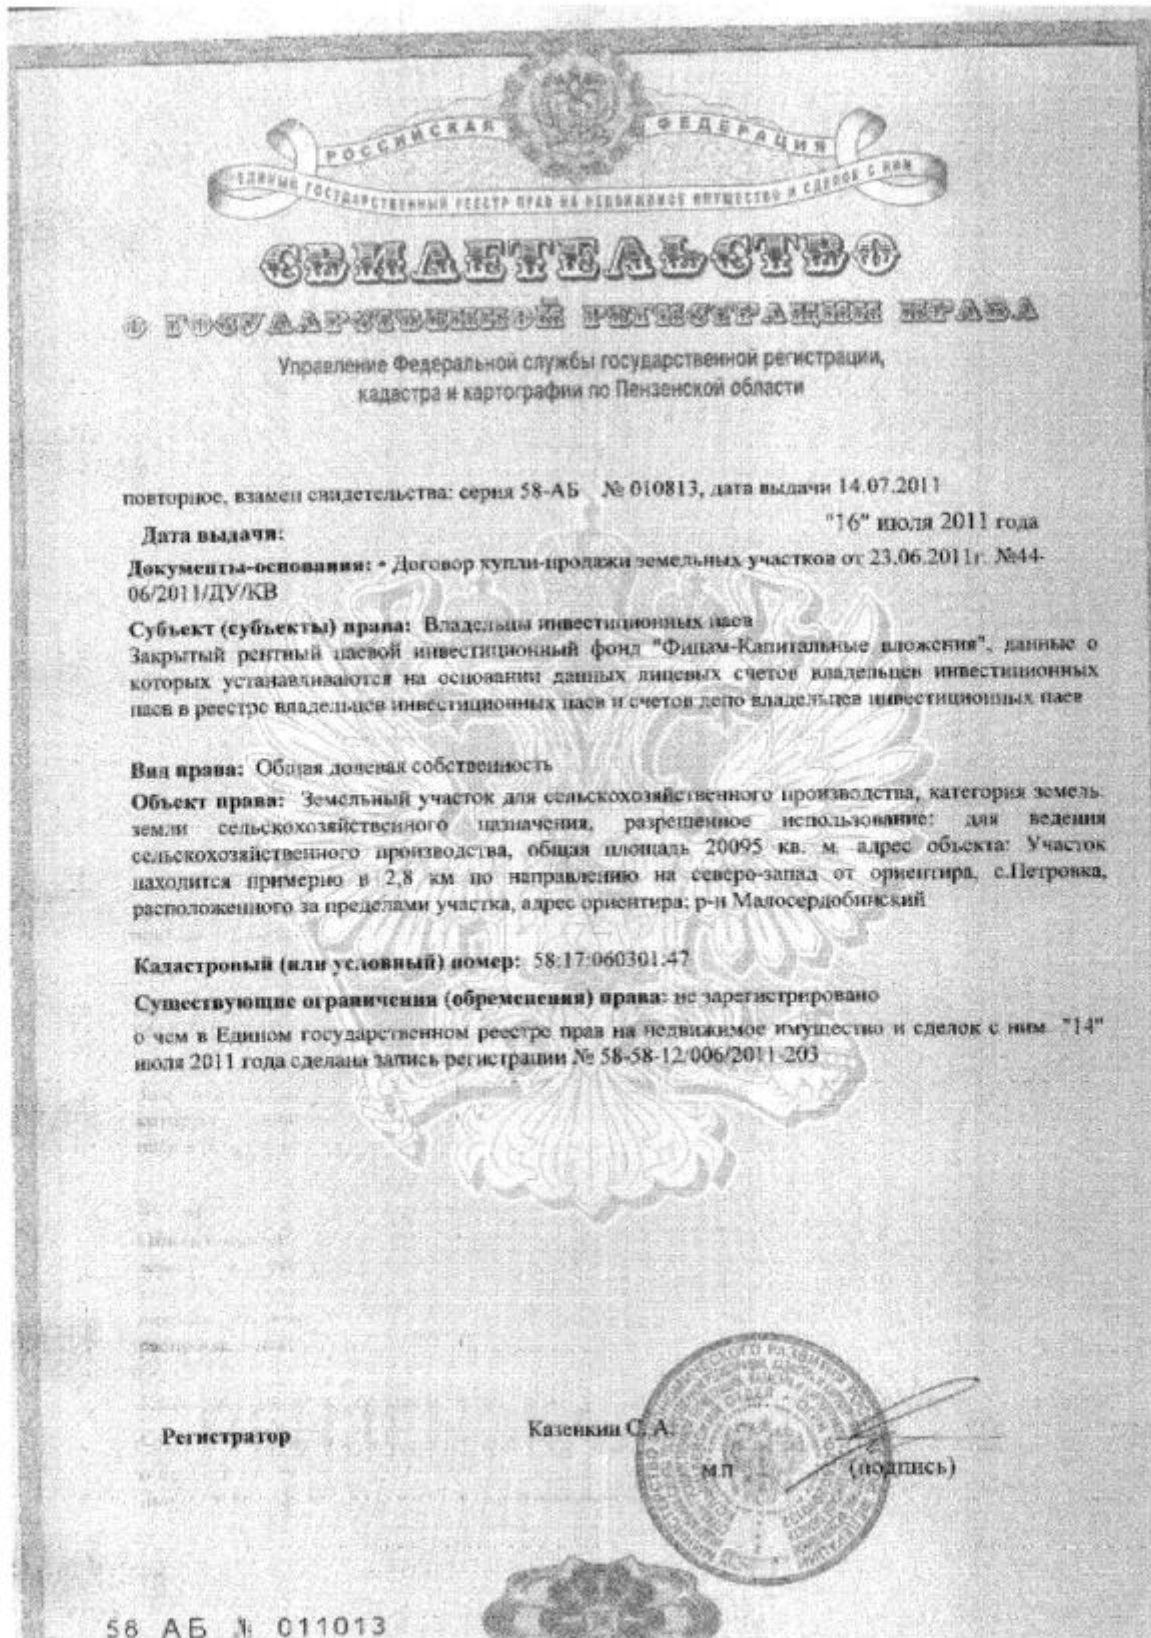 РОССИЙСКАЯ ФЕДЕРАЦИЯ
ЕДИНЫЙ ГОСУДАРСТВЕННЫЙ РЕЕСТР ПРАВ НА НЕДВИЖИМОЕ ИМУЩЕСТВО И СДЕЛОК С НИМ
СВИДЕТЕЛЬСТВО
О ГОСУДАРСТВЕННОЙ РЕГИСТРАЦИИ ПРАВА
Управление Федеральной службы государственной регистрации,
кадастра и картографии по Пензенской области
повторное, взамен свидетельства: серия 58-АБ № 010813, дата выдачи 14.07.2011
Дата выдачи: "16" июля 2011 года
Документы-основания: • Договор купли-продажи земельных участков от 23.06.2011г. №44-
06/2011/ДУ/КВ
Субъект (субъекты) права: Владельцы инвестиционных паев
Закрытый рентный паевой инвестиционный фонд "Финам-Капитальные вложения", данные о
которых устанавливаются на основании данных лицевых счетов владельцев инвестиционных
паев в реестре владельцев инвестиционных паев и счетов депо владельцев инвестиционных паев
Вид права: Общая долевая собственность
Объект права: Земельный участок для сельскохозяйственного производства, категория земель:
земли сельскохозяйственного назначения, разрешенное использование: для ведения
сельскохозяйственного производства, общая площадь 20095 кв. м, адрес объекта: Участок
находится примерно в 2,8 км по направлению на северо-запад от ориентира, с.Петровка,
расположенного за пределами участка, адрес ориентира: р-н Малосердобинский
Кадастровый (или условный) номер: 58:17:060301:47
Существующие ограничения (обременения) права: не зарегистрировано
о чем в Едином государственном реестре прав на недвижимое имущество и сделок с ним "14"
июля 2011 года сделана запись регистрации № 58-58-12/006/2011-203
Регистратор Казенкин С. А.
м.п. (подпись)
58 АБ № 011013